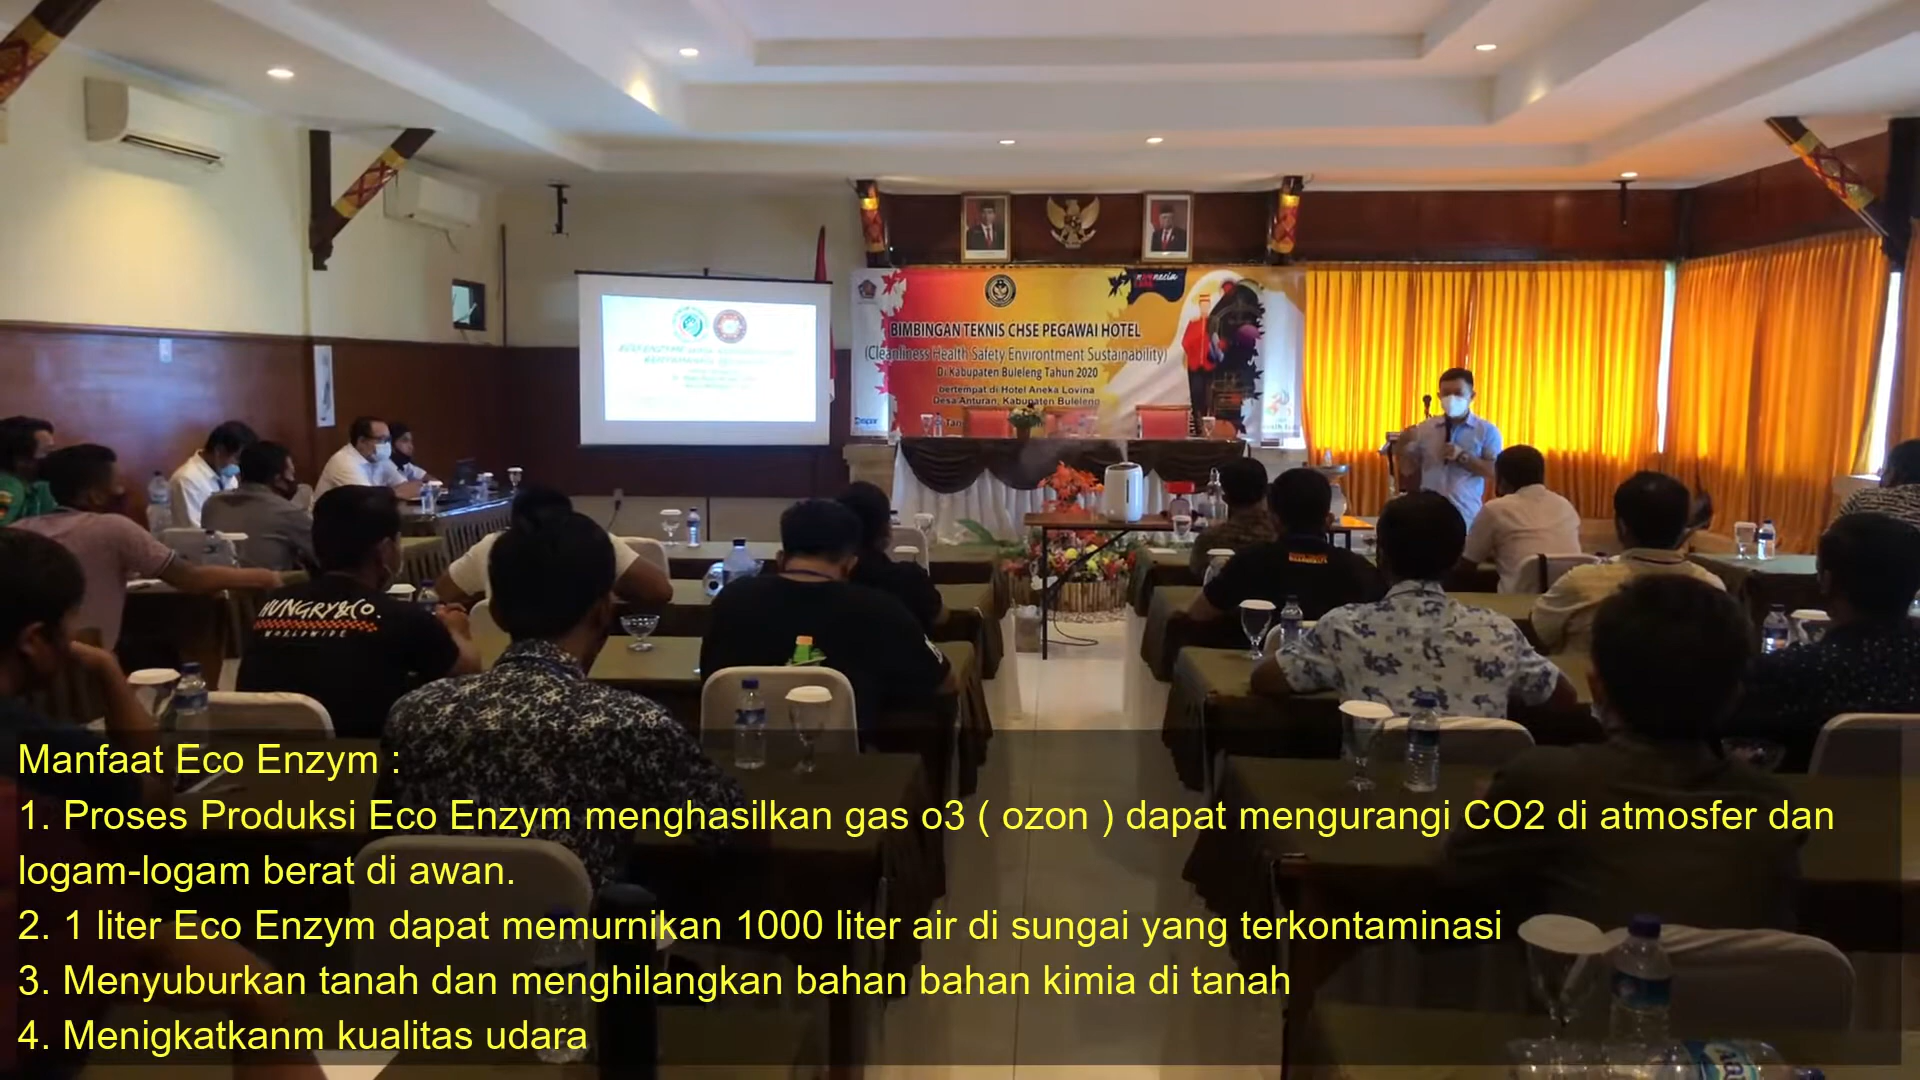 BIMBINGAN TEKNIS CHSE PEGAWAI HOTEL
(Cleanliness Health Safety Environtment Sustainability)
Di Kabupaten Buleleng Tahun 2020
bertempat di Hotel Aneka Lovina
Desa Anturan, Kabupaten Buleleng
HUNGRY&CO.
WORLDWIDE
Manfaat Eco Enzym :
1. Proses Produksi Eco Enzym menghasilkan gas o3 ( ozon ) dapat mengurangi CO2 di atmosfer dan
logam-logam berat di awan.
2. 1 liter Eco Enzym dapat memurnikan 1000 liter air di sungai yang terkontaminasi
3. Menyuburkan tanah dan menghilangkan bahan bahan kimia di tanah
4. Menigkatkanm kualitas udara